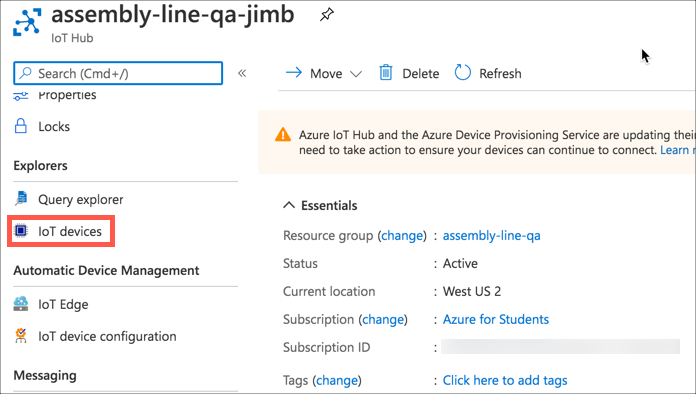 assembly-line-qa-jimb
IoT Hub
Search (Cmd+/)
«
Properties
Locks
Explorers
Query explorer
IoT devices
Automatic Device Management
IoT Edge
IoT device configuration
Messaging
Move
Delete
Refresh
Azure IoT Hub and the Azure Device Provisioning Service are updating their
need to take action to ensure your devices can continue to connect. Learn
Essentials
Resource group (change) : assembly-line-qa
Status : Active
Current location : West US 2
Subscription (change) : Azure for Students
Subscription ID :
Tags (change) : Click here to add tags